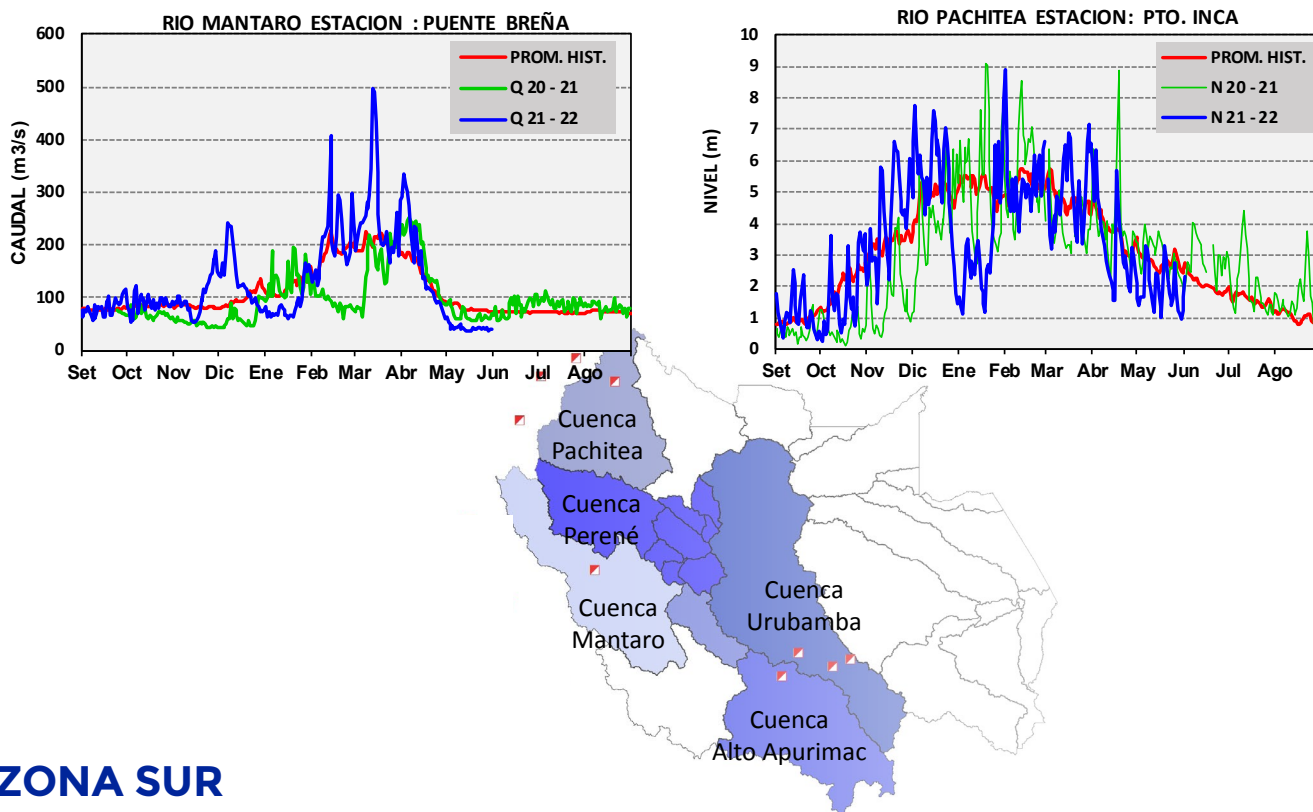 RIO MANTARO ESTACION : PUENTE BREÑA
600
500
400
300
200
100
0
CAUDAL (m3/s)
PROM. HIST.
Q 20 - 21
Q 21 - 22
Set Oct Nov Dic Ene Feb Mar Abr May Jun Jul Ago
RIO PACHITEA ESTACION: PTO. INCA
10
9
8
7
6
5
4
3
2
1
0
NIVEL (m)
PROM. HIST.
N 20 - 21
N 21 - 22
Set Oct Nov Dic Ene Feb Mar Abr May Jun Jul Ago
Cuenca
Pachitea
Cuenca
Perené
Cuenca
Mantaro
Cuenca
Urubamba
Cuenca
Alto Apurimac
ZONA SUR